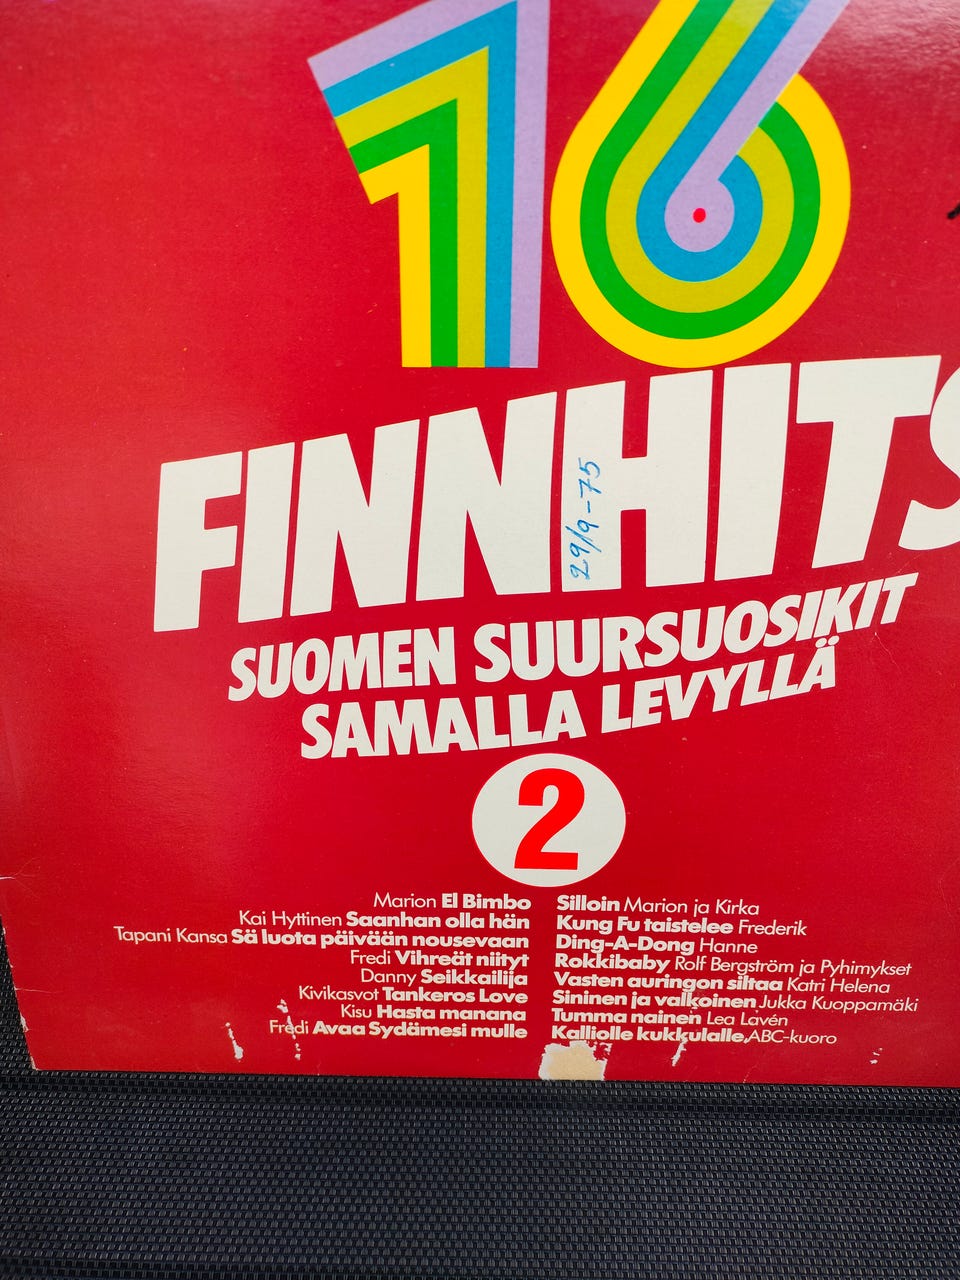 16
FINNHITS
29/9-75
SUOMEN SUURSUOSIKIT
SAMALLA LEVYLLÄ
2
Marion El Bimbo
Kai Hyttinen Saanhan olla hän
Tapani Kansa Sä luota päivään nousevaan
Fredi Vihreät niityt
Danny Seikkailija
Kivikasvot Tankeros Love
Kisu Hasta manana
Fredi Avaa Sydämesi mulle
Silloin Marion ja Kirka
Kung Fu taistelee Frederik
Ding-A-Dong Hanne
Rokkibaby Rolf Bergström ja Pyhimykset
Vasten auringon siltaa Katri Helena
Sininen ja valkoinen Jukka Kuoppamäki
Tumma nainen Lea Lavén
Kalliolle kukkulalle, ABC-kuoro